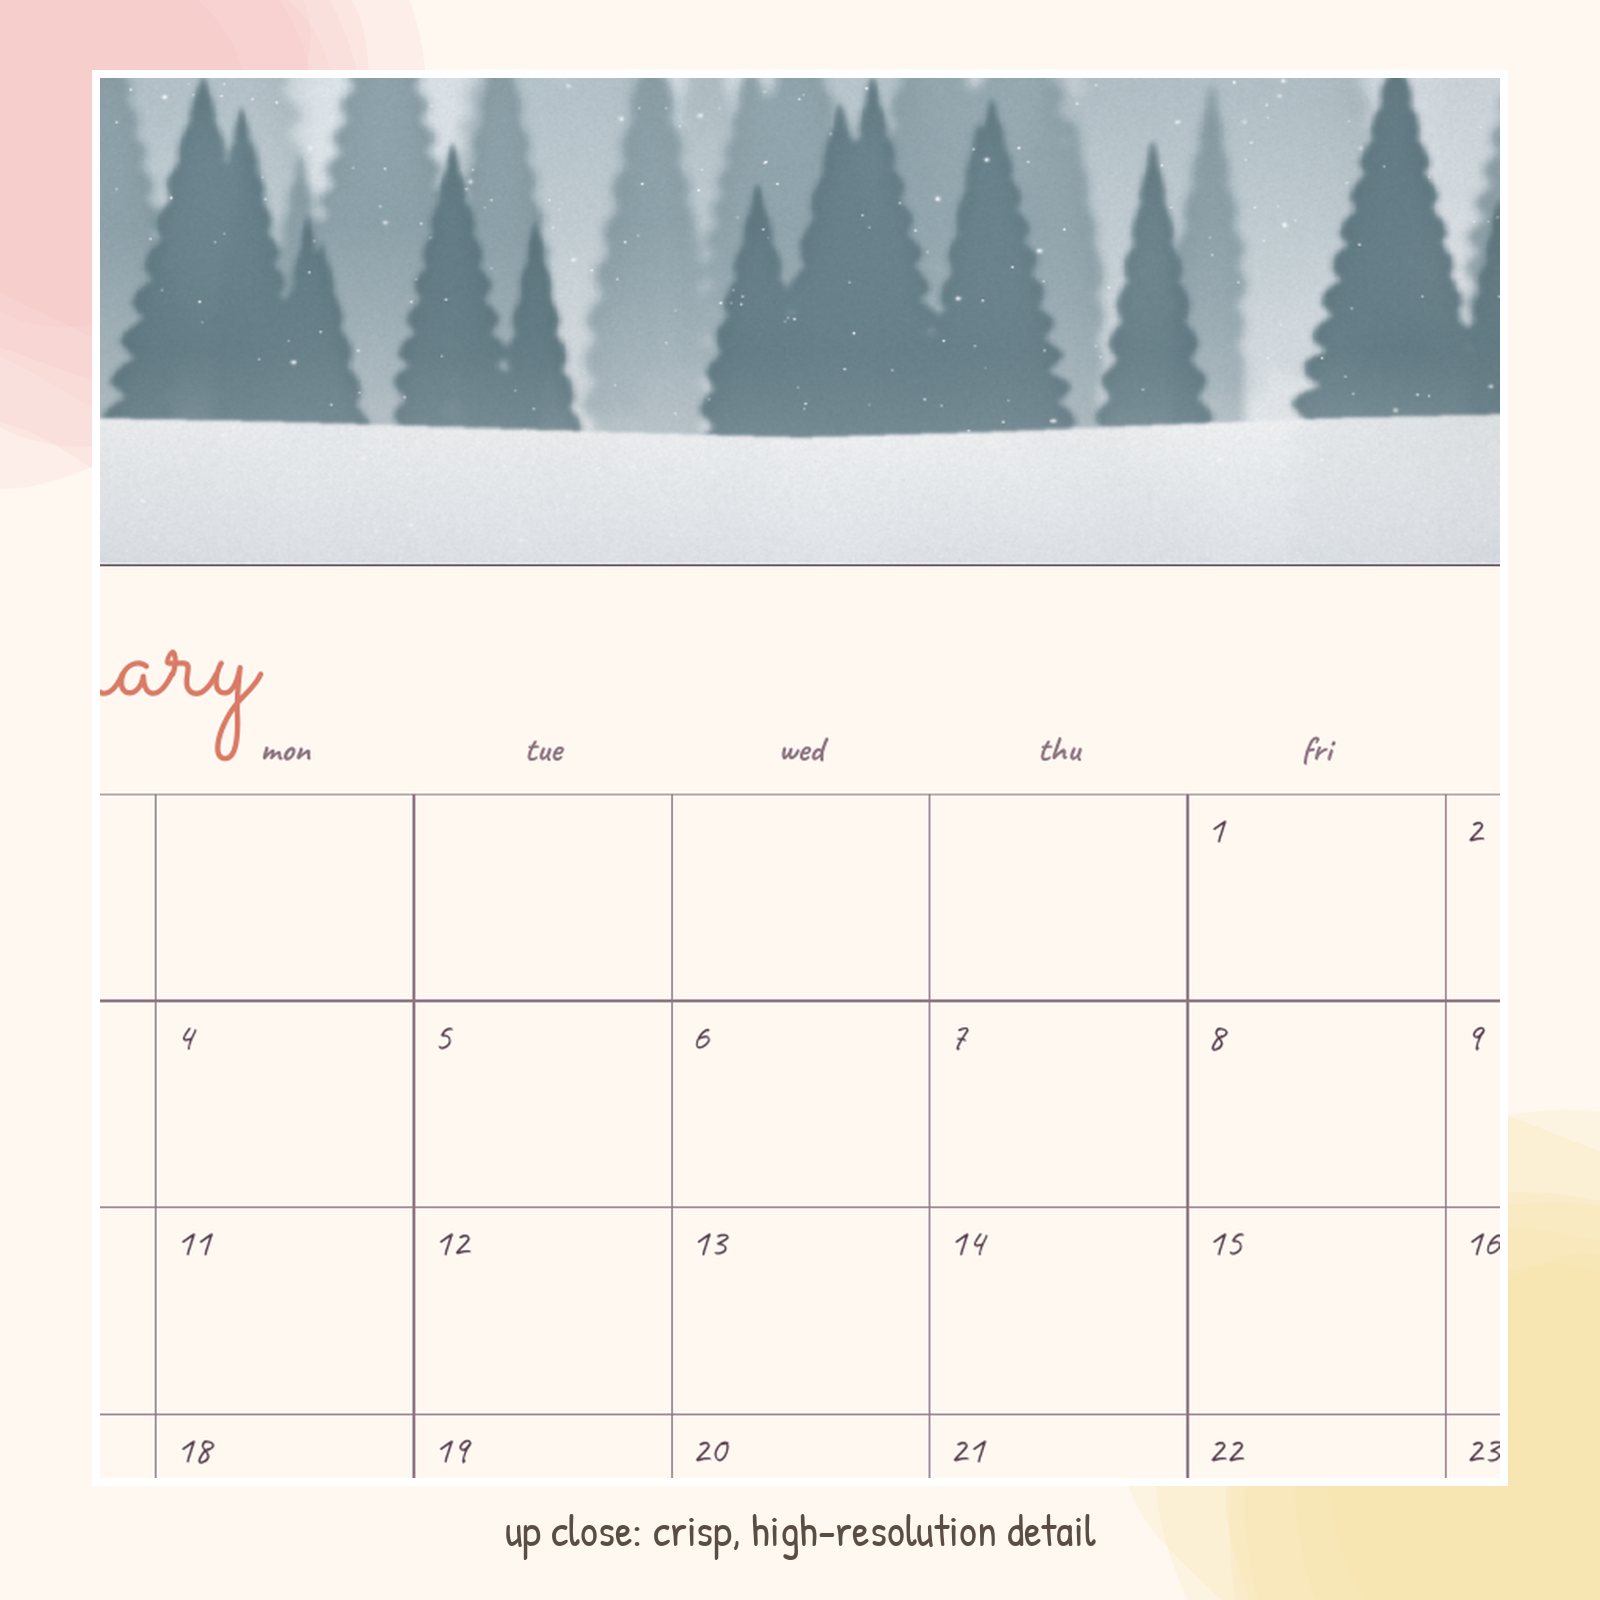 ary
mon tue wed thu fri
1 2
4 5 6 7 8 9
11 12 13 14 15 16
18 19 20 21 22 23
up close: crisp, high-resolution detail